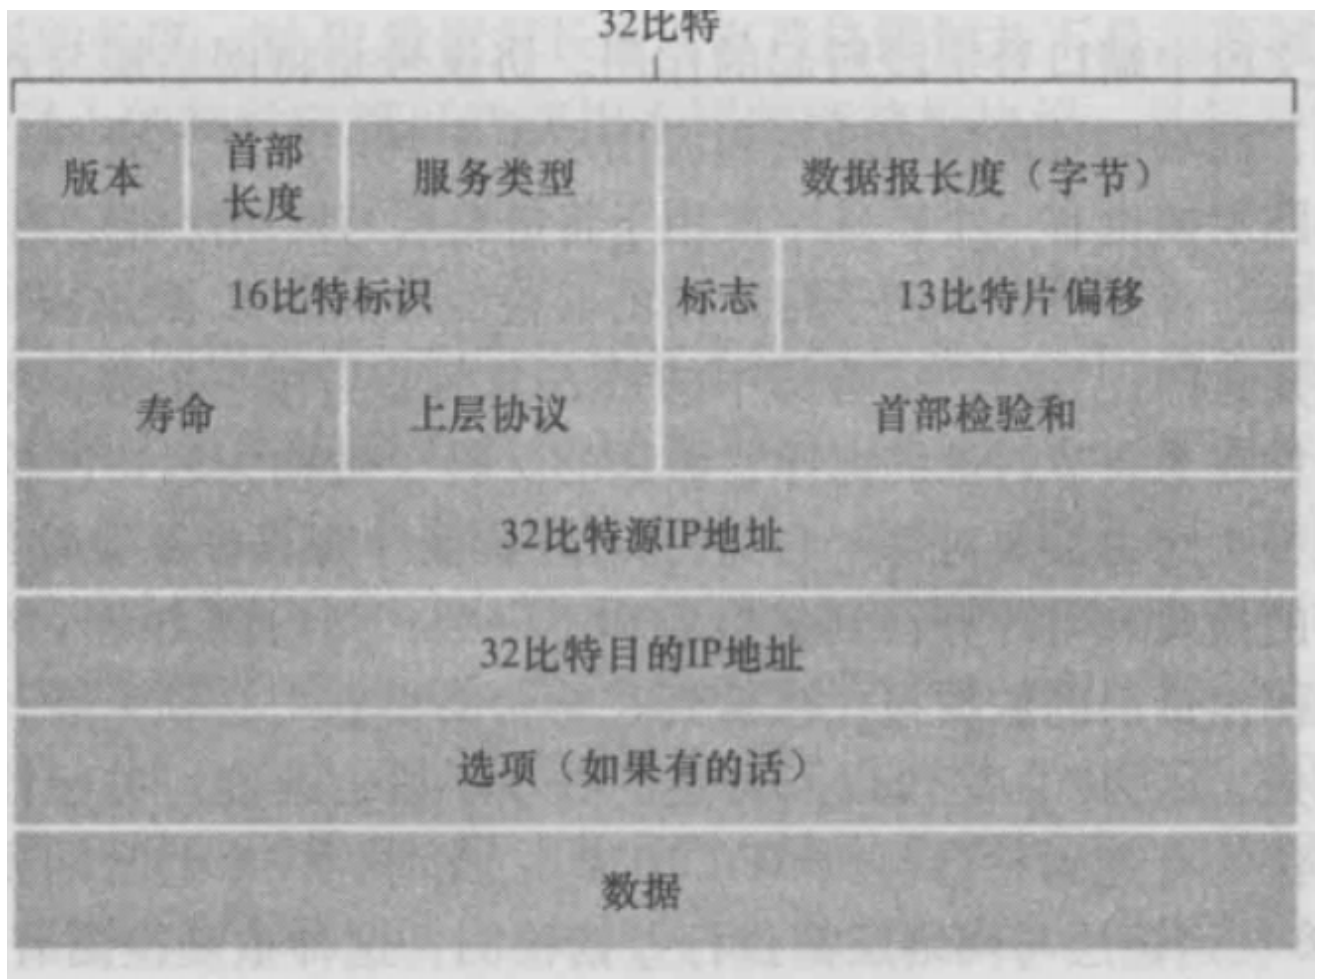 32比特
版本
首部
长度
服务类型
数据报长度（字节）
16比特标识
标志
13比特片偏移
寿命
上层协议
首部检验和
32比特源IP地址
32比特目的IP地址
选项（如果有的话）
数据